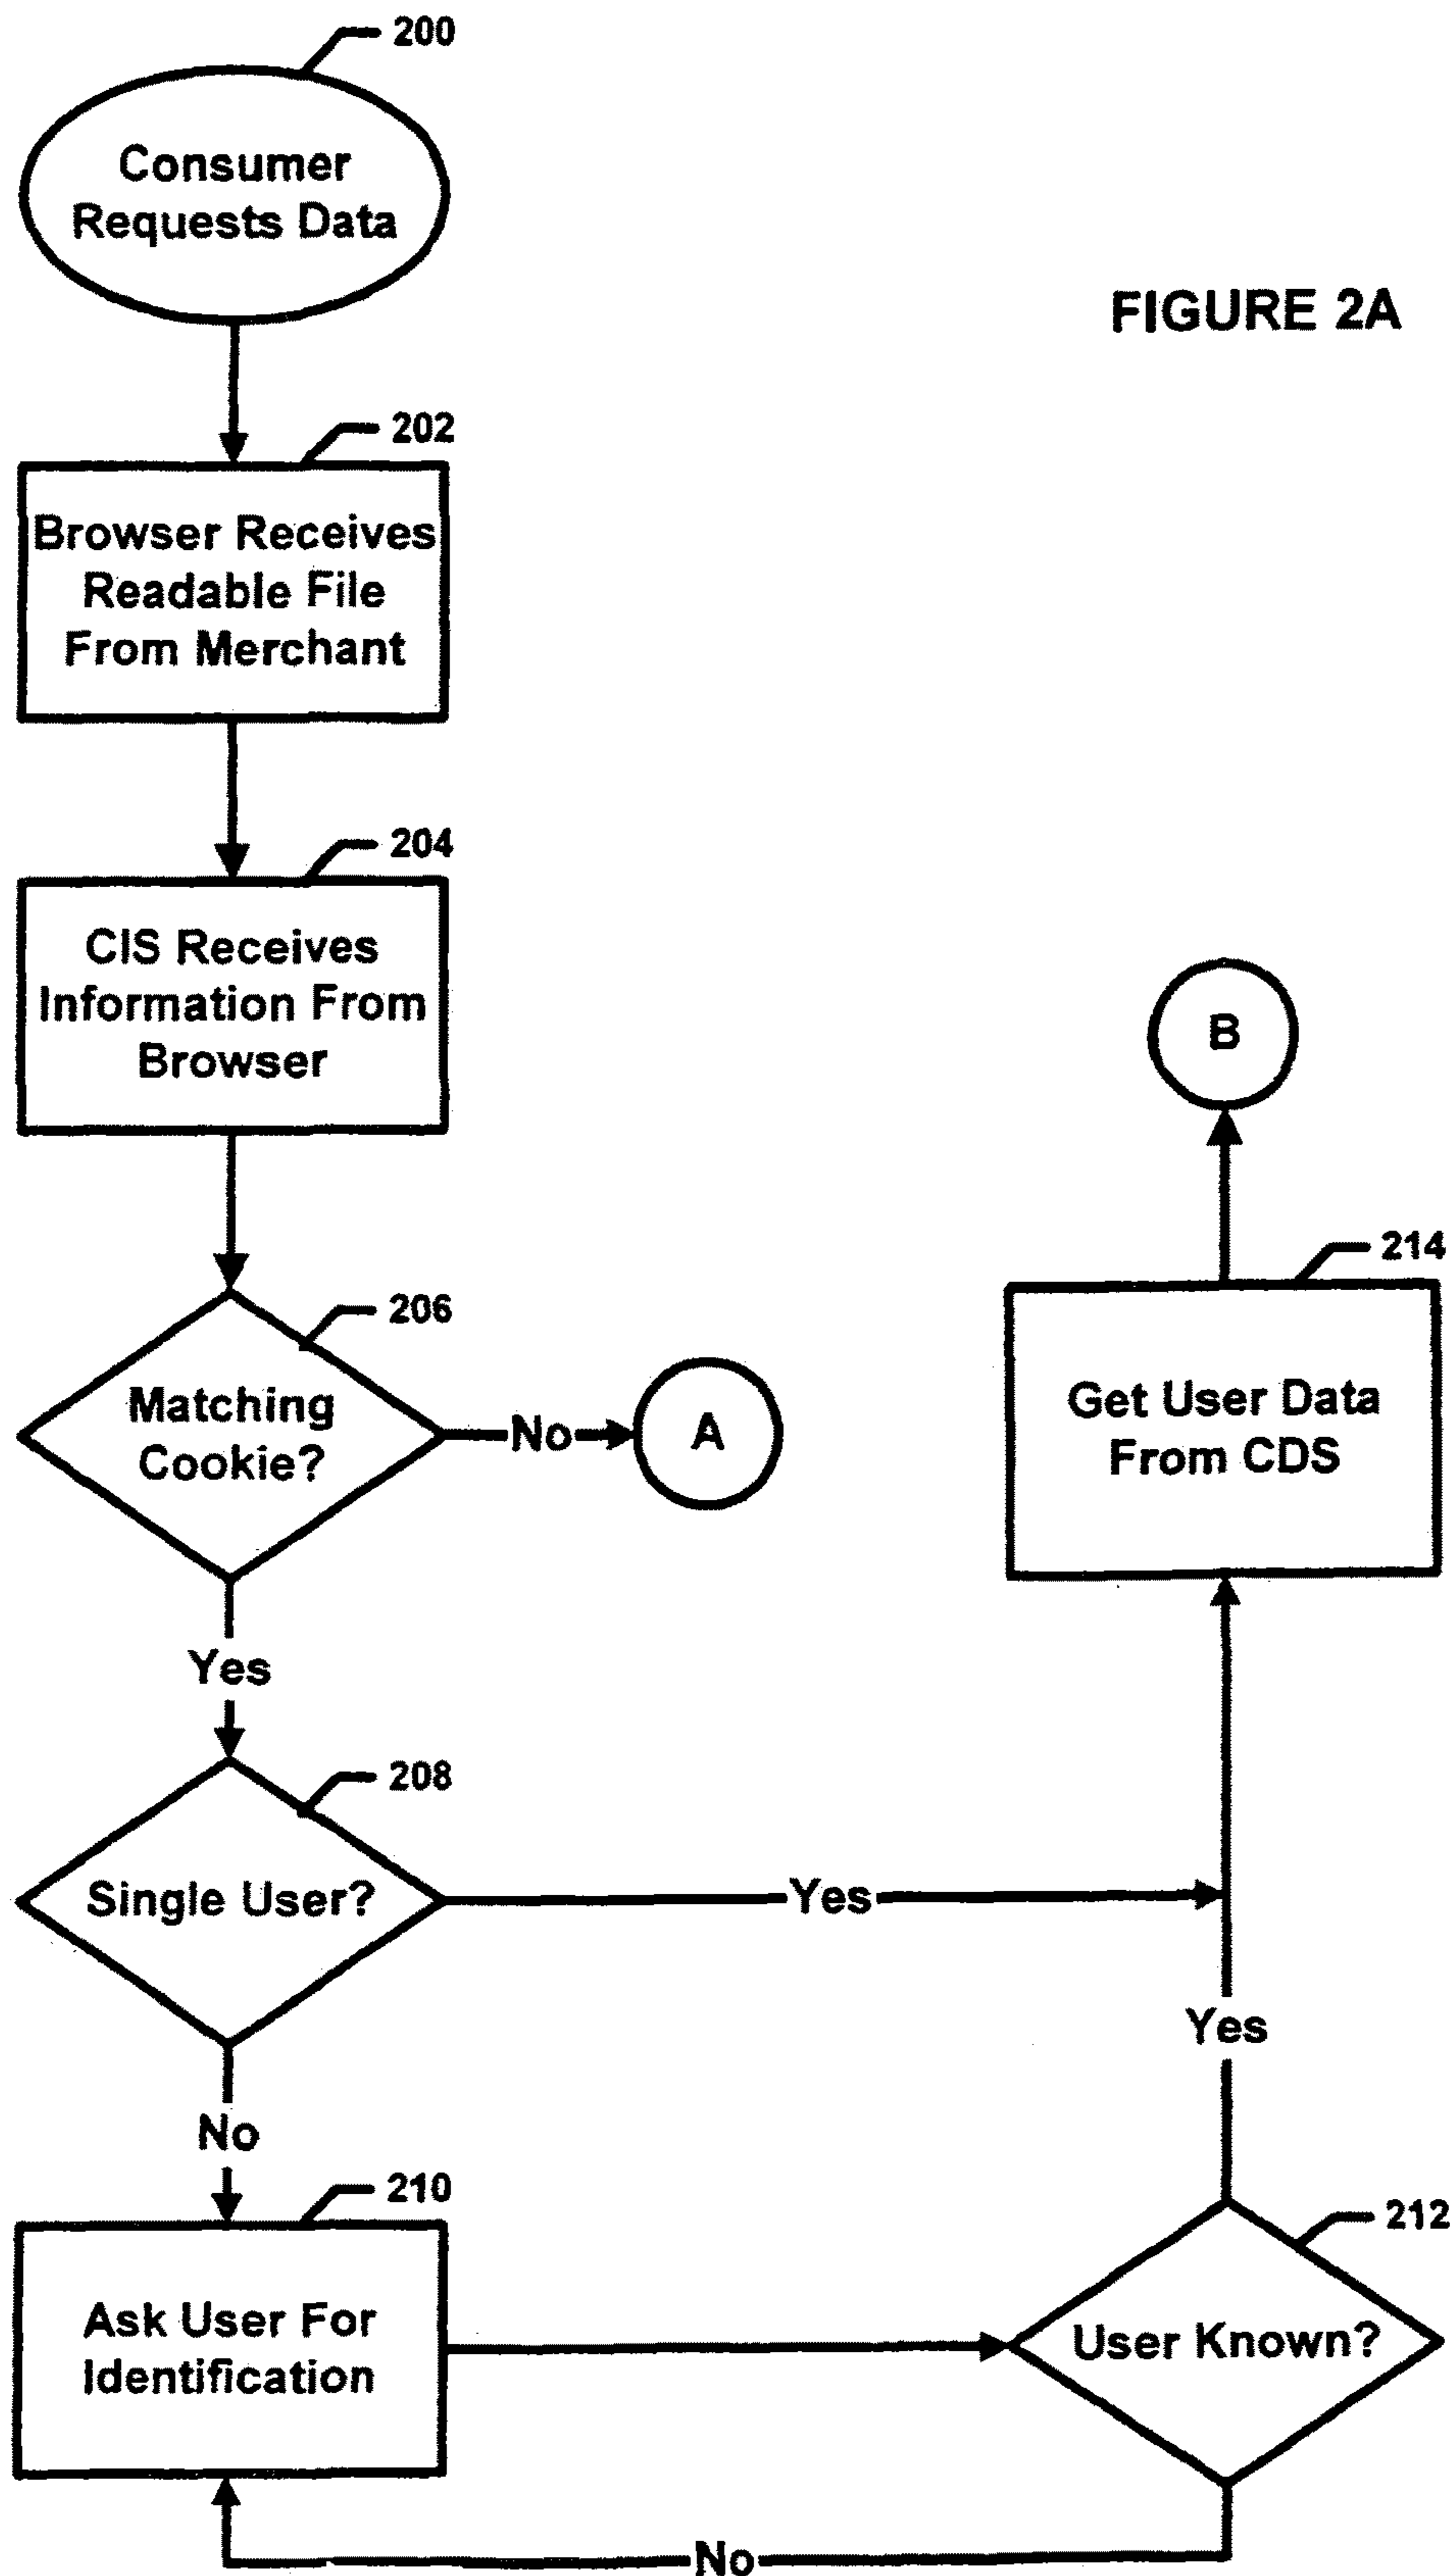 200
Consumer
Requests Data
FIGURE 2A
202
Browser Receives
Readable File
From Merchant
204
CIS Receives
Information From
Browser
B
214
Get User Data
From CDS
206
Matching
Cookie?
No
A
Yes
208
Single User?
Yes
Yes
No
210
Ask User For
Identification
212
User Known?
No